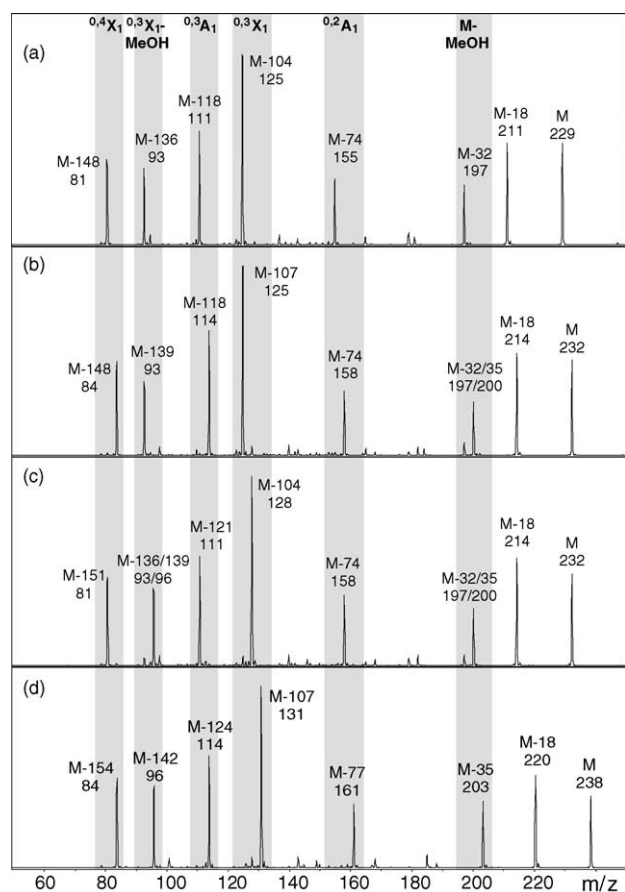 0,4X1 0,3X1- 0,3A1 0,3X1 0,2A1 M-
MeOH MeOH
(a)
M-148
81
M-136
93
M-118
111
M-104
125
M-74
155
M-32
197
M-18
211
M
229
(b)
M-148
84
M-139
93
M-118
114
M-107
125
M-74
158
M-32/35
197/200
M-18
214
M
232
(c)
M-151
81
M-136/139
93/96
M-121
111
M-104
128
M-74
158
M-32/35
197/200
M-18
214
M
232
(d)
M-154
84
M-142
96
M-124
114
M-107
131
M-77
161
M-35
203
M-18
220
M
238
60 80 100 120 140 160 180 200 220 m/z